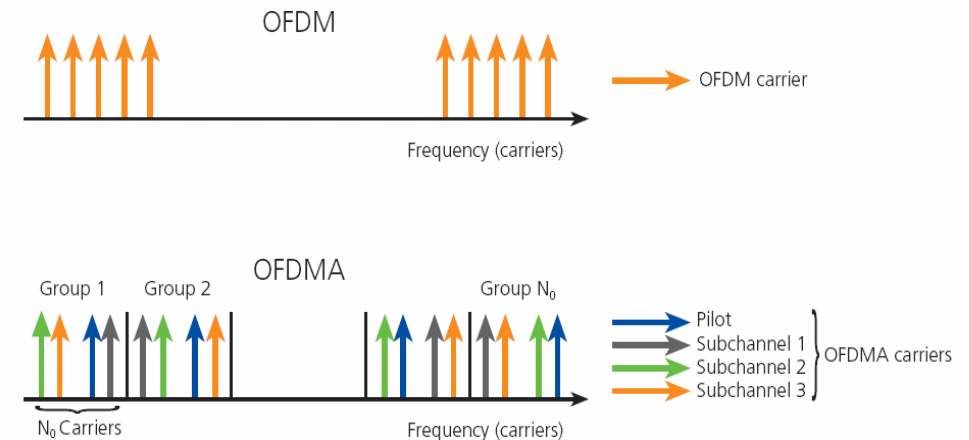 OFDM
OFDM carrier
Frequency (carriers)
OFDMA
Group 1
Group 2
Group N₀
Pilot
Subchannel 1
Subchannel 2
Subchannel 3
OFDMA carriers
N₀ Carriers
Frequency (carriers)